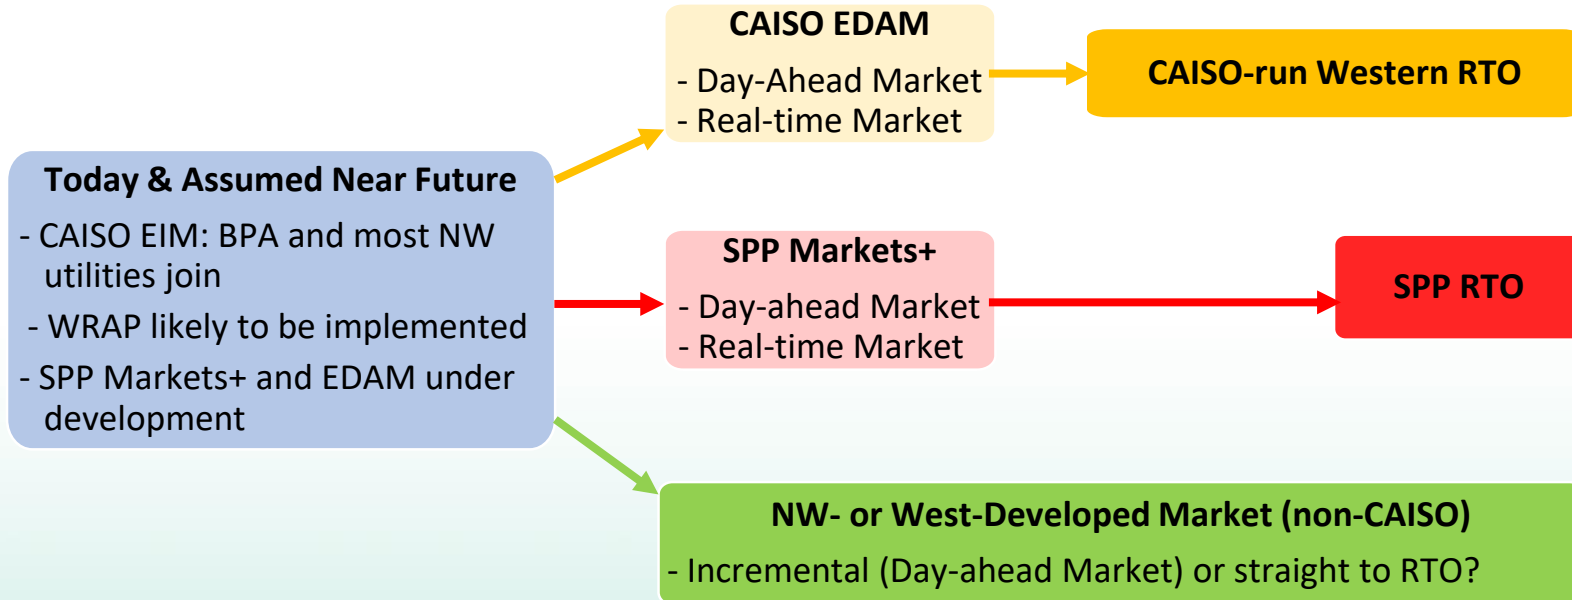 CAISO EDAM
- Day-Ahead Market
- Real-time Market
CAISO-run Western RTO
Today & Assumed Near Future
- CAISO EIM: BPA and most NW
utilities join
- WRAP likely to be implemented
- SPP Markets+ and EDAM under
development
SPP Markets+
- Day-ahead Market
- Real-time Market
SPP RTO
NW- or West-Developed Market (non-CAISO)
- Incremental (Day-ahead Market) or straight to RTO?